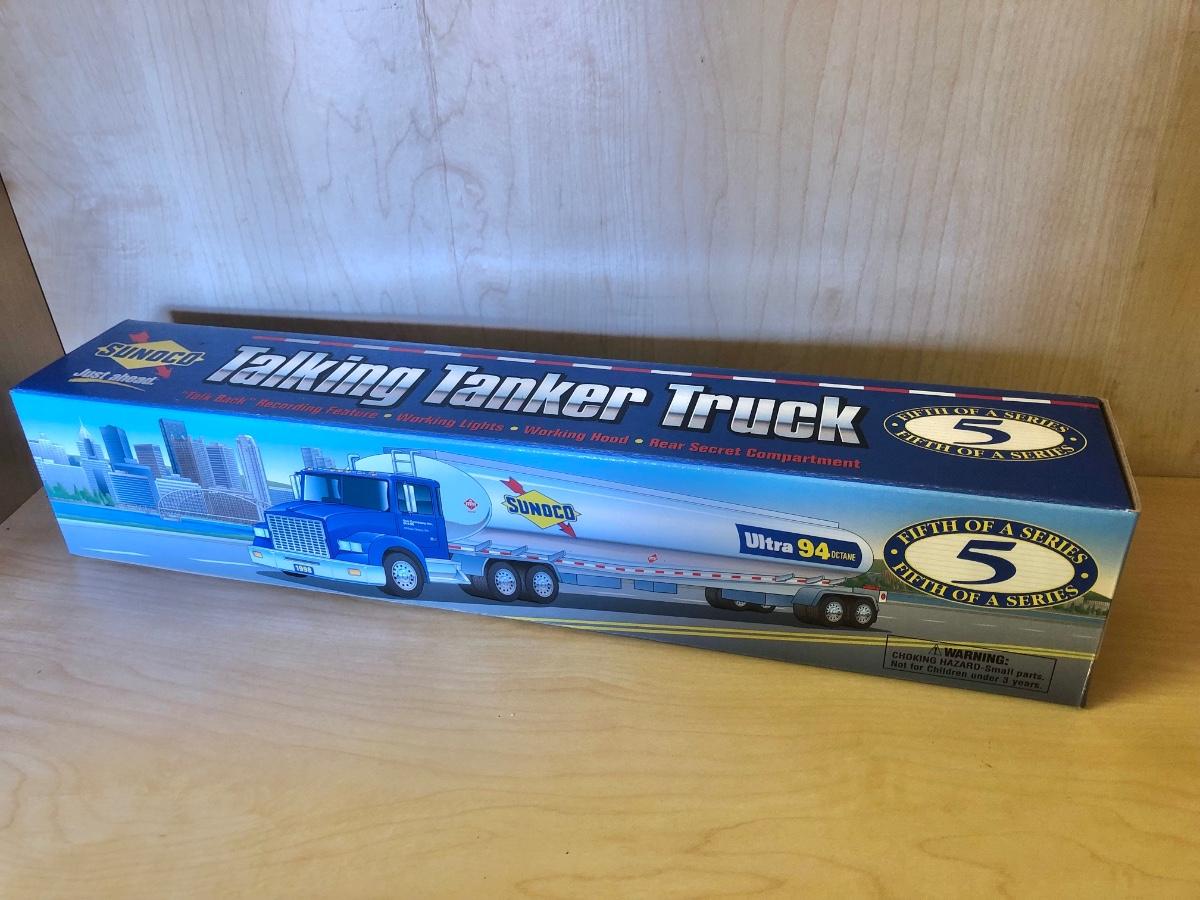 SUNOCO
Just ahead.
Talking Tanker Truck
"Talk Back" Recording Feature • Working Lights • Working Hood • Rear Secret Compartment
FIFTH OF A SERIES
5
FIFTH OF A SERIES
SUNOCO
Ultra 94 OCTANE
1998
FIFTH OF A SERIES
5
FIFTH OF A SERIES
WARNING:
CHOKING HAZARD-Small parts.
Not for Children under 3 years.